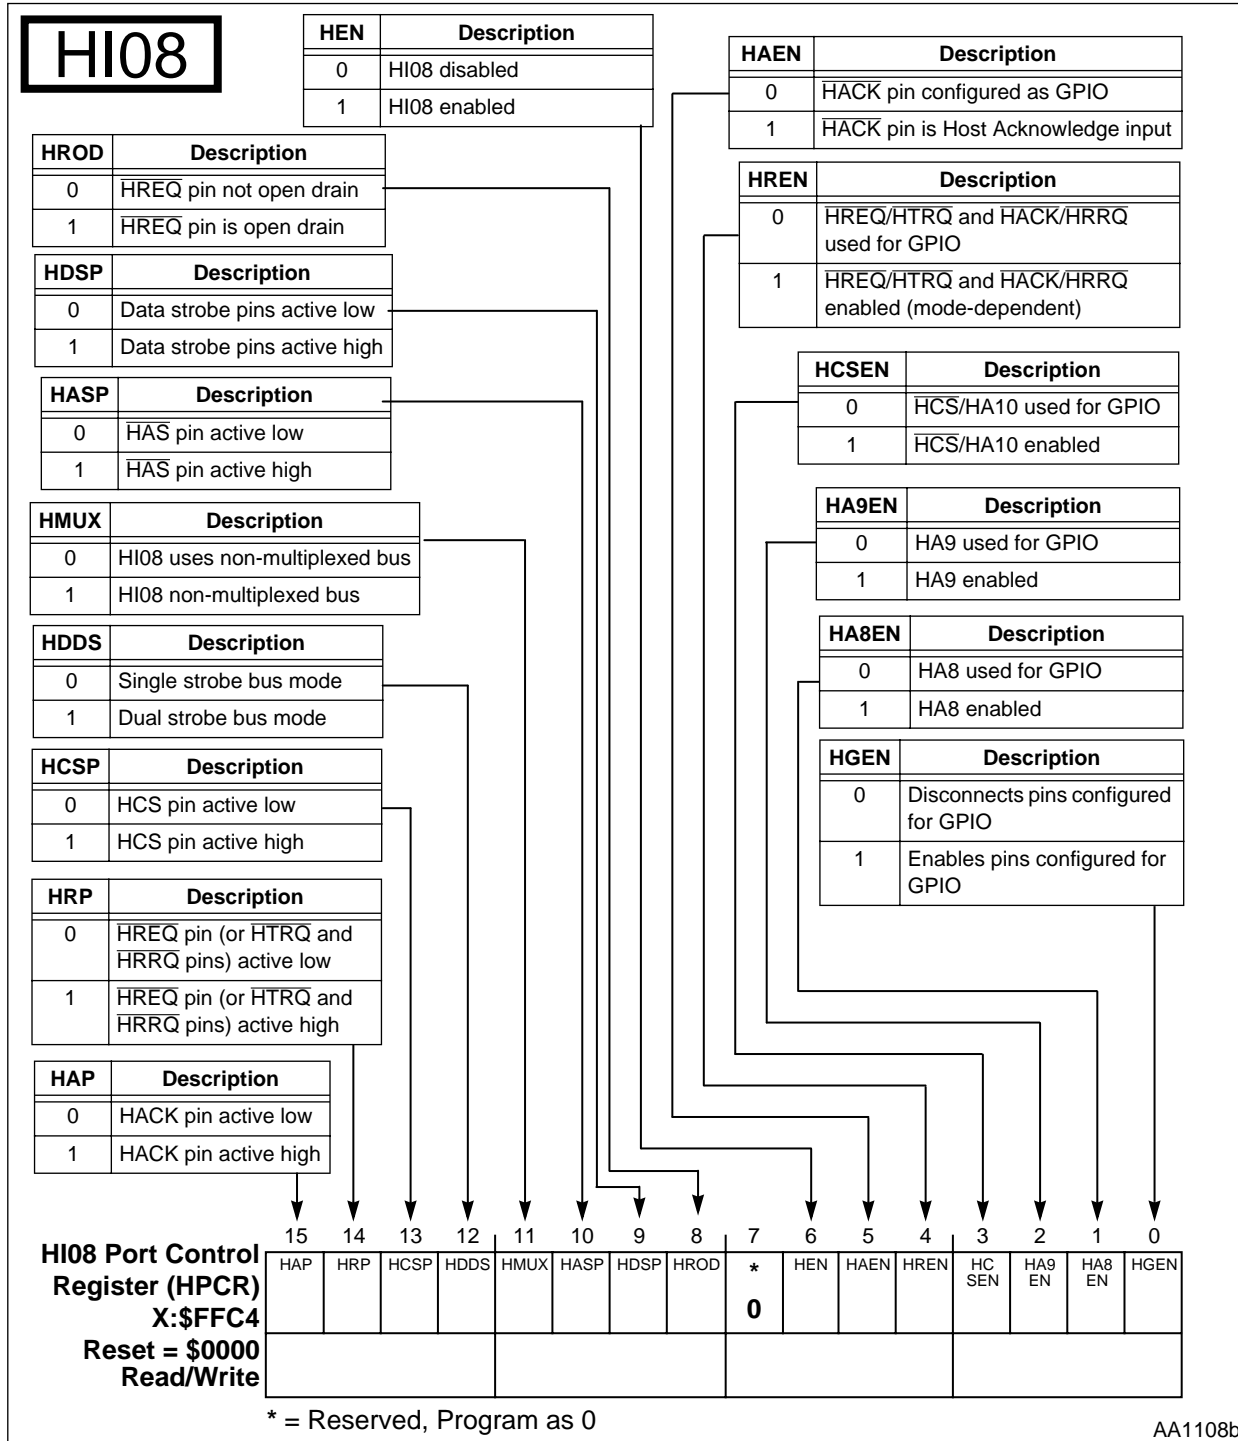 HI08
HEN Description
0 HI08 disabled
1 HI08 enabled
HAEN Description
0 HACK pin configured as GPIO
1 HACK pin is Host Acknowledge input
HROD Description
0 HREQ pin not open drain
1 HREQ pin is open drain
HREN Description
0 HREQ/HTRQ and HACK/HRRQ
used for GPIO
1 HREQ/HTRQ and HACK/HRRQ
enabled (mode-dependent)
HDSP Description
0 Data strobe pins active low
1 Data strobe pins active high
HCSEN Description
0 HCS/HA10 used for GPIO
1 HCS/HA10 enabled
HASP Description
0 HAS pin active low
1 HAS pin active high
HA9EN Description
0 HA9 used for GPIO
1 HA9 enabled
HMUX Description
0 HI08 uses non-multiplexed bus
1 HI08 non-multiplexed bus
HA8EN Description
0 HA8 used for GPIO
1 HA8 enabled
HDDS Description
0 Single strobe bus mode
1 Dual strobe bus mode
HGEN Description
0 Disconnects pins configured
for GPIO
1 Enables pins configured for
GPIO
HCSP Description
0 HCS pin active low
1 HCS pin active high
HRP Description
0 HREQ pin (or HTRQ and
HRRQ pins) active low
1 HREQ pin (or HTRQ and
HRRQ pins) active high
HAP Description
0 HACK pin active low
1 HACK pin active high
15 14 13 12 11 10 9 8 7 6 5 4 3 2 1 0
HI08 Port Control
Register (HPCR)
X:$FFC4
Reset = $0000
Read/Write
HAP HRP HCSP HDDS HMUX HASP HDSP HROD * HEN HAEN HREN HC HA9 HA8 HGEN
SEN EN EN
0
* = Reserved, Program as 0
AA1108b